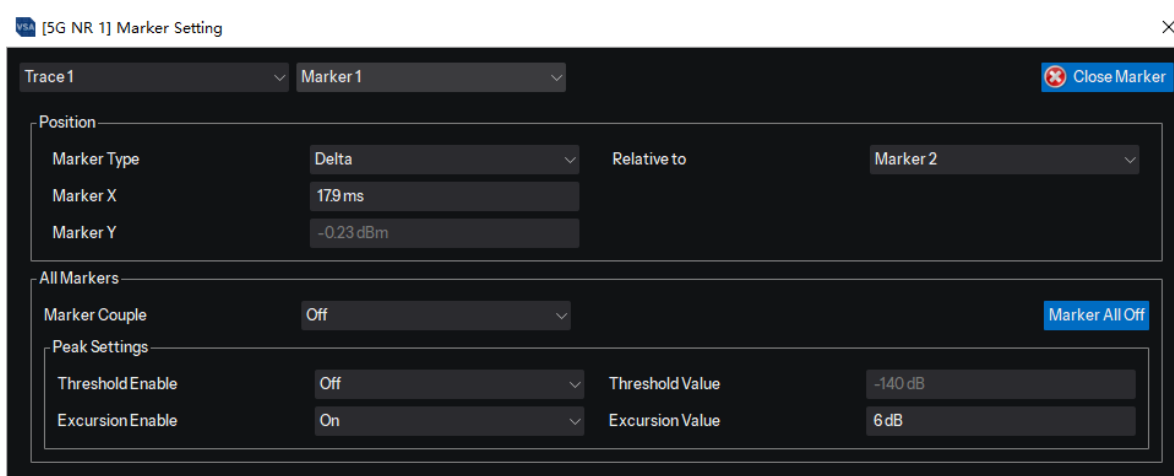 VSA [5G NR 1] Marker Setting
Trace 1 Marker 1 Close Marker
Position
Marker Type Delta Relative to Marker 2
Marker X 17.9 ms
Marker Y -0.23 dBm
All Markers
Marker Couple Off Marker All Off
Peak Settings
Threshold Enable Off Threshold Value -140 dB
Excursion Enable On Excursion Value 6 dB